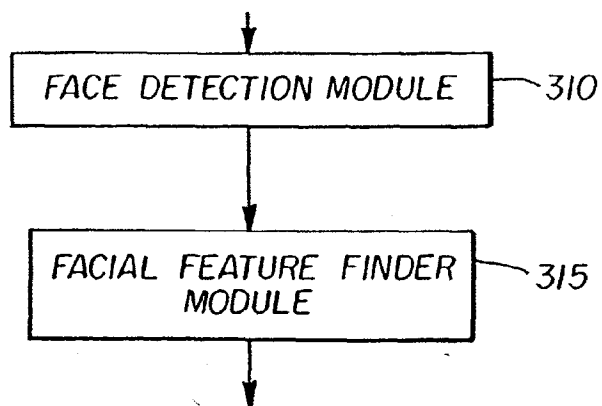 FACE DETECTION MODULE 310
FACIAL FEATURE FINDER
MODULE
315